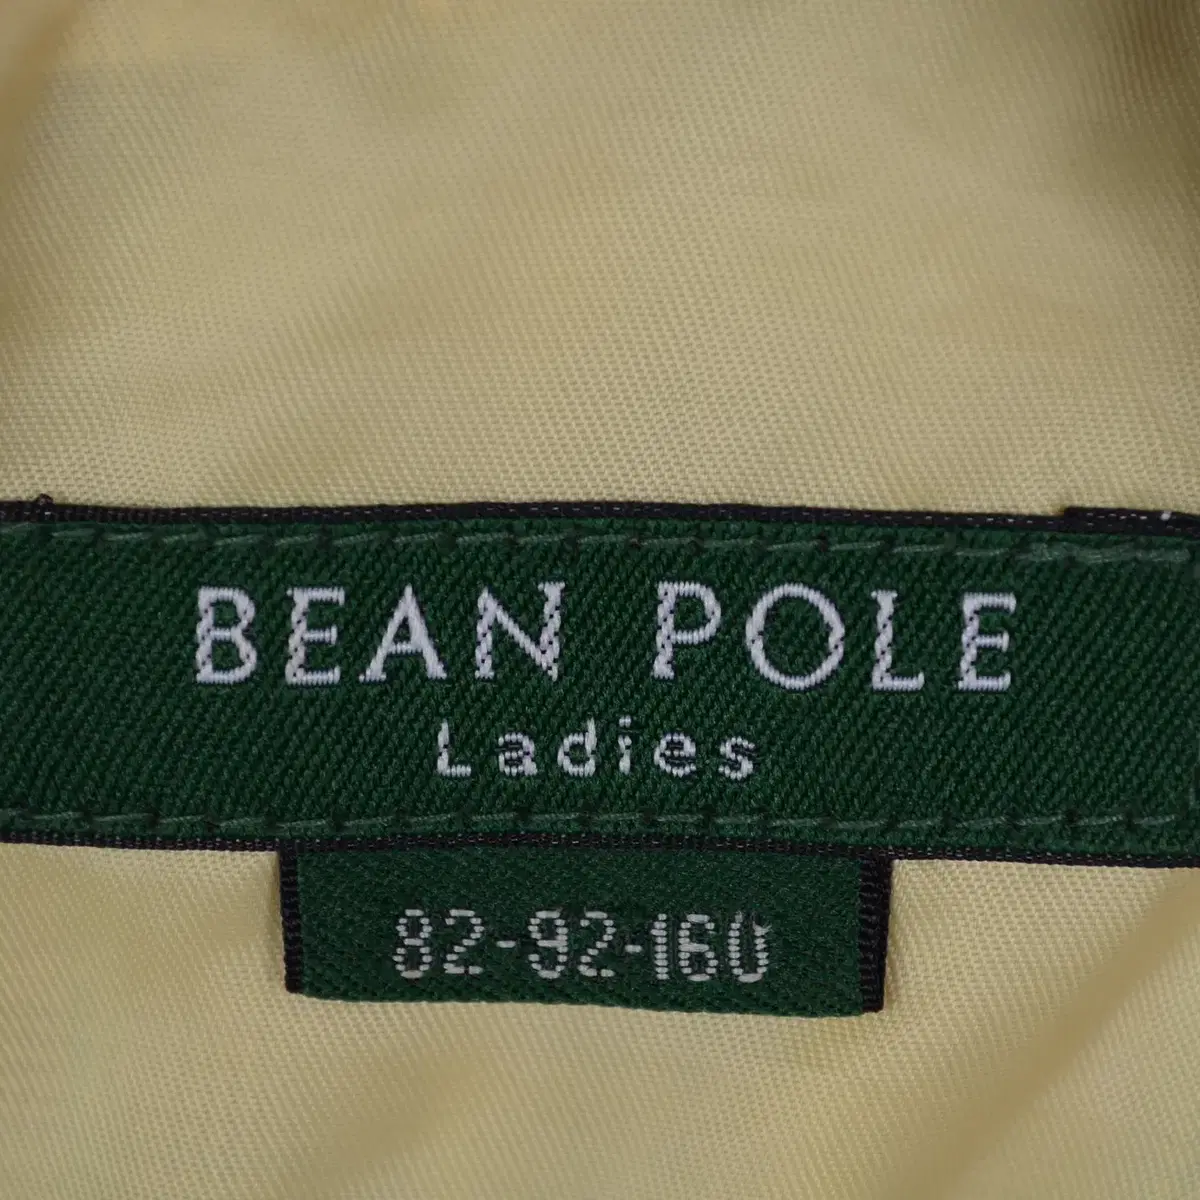 BEAN POLE
Ladies
82-92-160